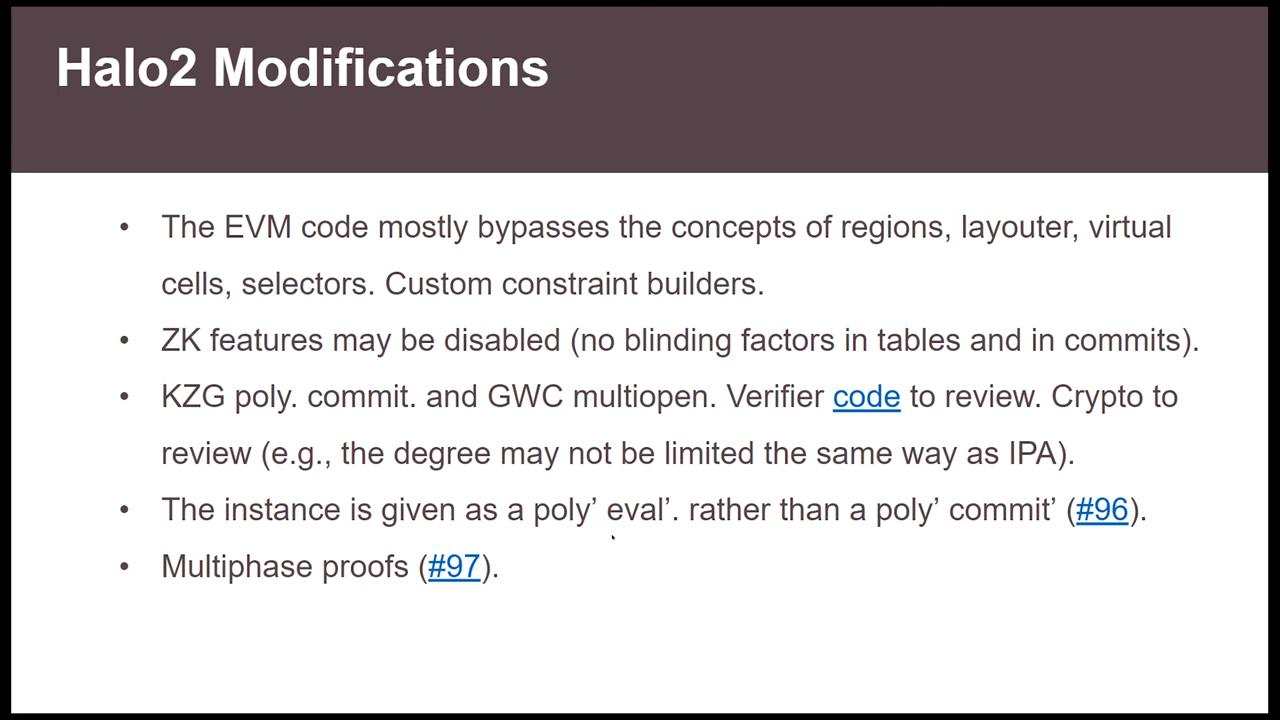 Halo2 Modifications
• The EVM code mostly bypasses the concepts of regions, layouter, virtual
cells, selectors. Custom constraint builders.
• ZK features may be disabled (no blinding factors in tables and in commits).
• KZG poly. commit. and GWC multiopen. Verifier code to review. Crypto to
review (e.g., the degree may not be limited the same way as IPA).
• The instance is given as a poly’ eval’. rather than a poly’ commit’ (#96).
• Multiphase proofs (#97).